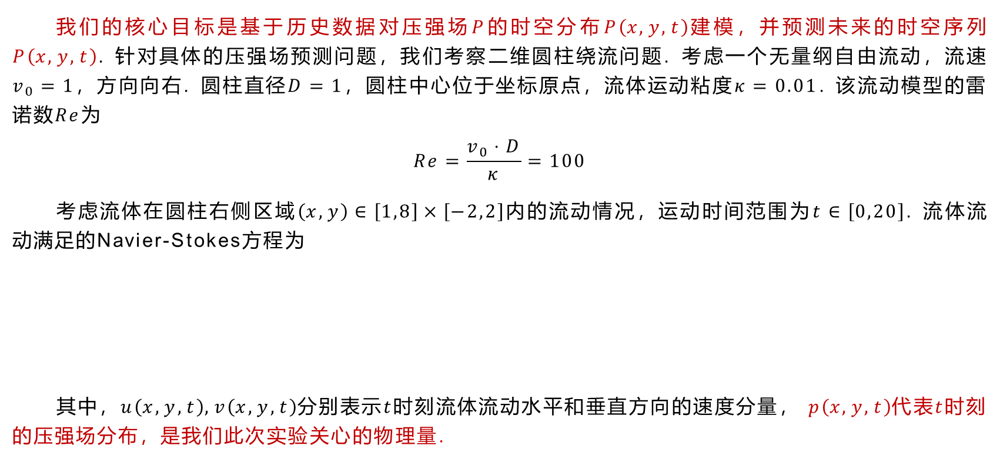 我们的核心目标是基于历史数据对压强场P的时空分布P(x, y, t)建模，并预测未来的时空序列
P(x, y, t). 针对具体的压强场预测问题，我们考察二维圆柱绕流问题. 考虑一个无量纲自由流动，流速
v₀ = 1，方向向右. 圆柱直径D = 1，圆柱中心位于坐标原点，流体运动粘度κ = 0.01. 该流动模型的雷
诺数Re为
Re = \frac{v₀ · D}{κ} = 100
考虑流体在圆柱右侧区域(x, y) ∈ [1,8] × [−2,2]内的流动情况，运动时间范围为t ∈ [0,20]. 流体流
动满足的Navier-Stokes方程为
其中，u(x, y, t), v(x, y, t)分别表示t时刻流体流动水平和垂直方向的速度分量， p(x, y, t)代表t时刻
的压强场分布，是我们此次实验关心的物理量.